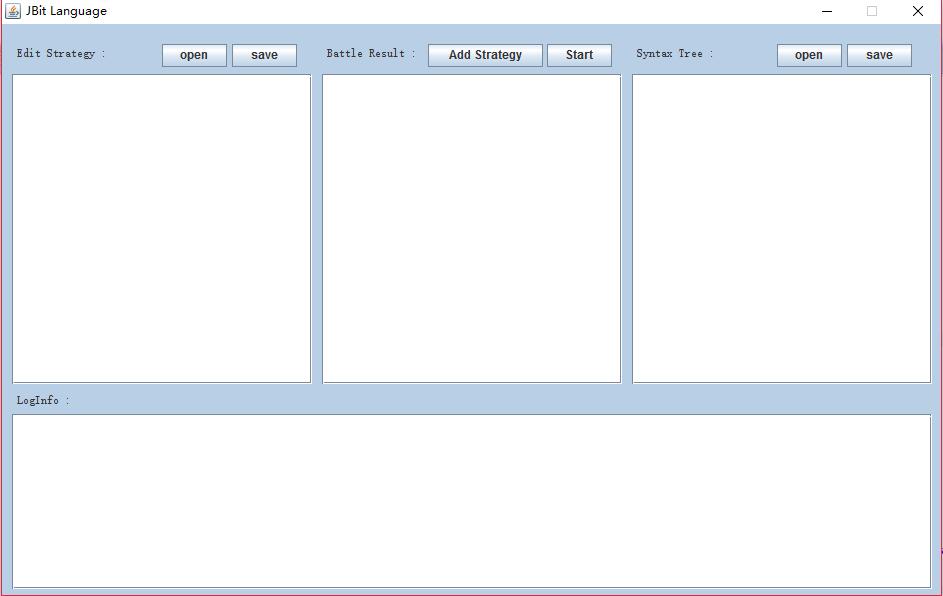 JBit Language
Edit Strategy : open save Battle Result : Add Strategy Start Syntax Tree : open save
LogInfo :